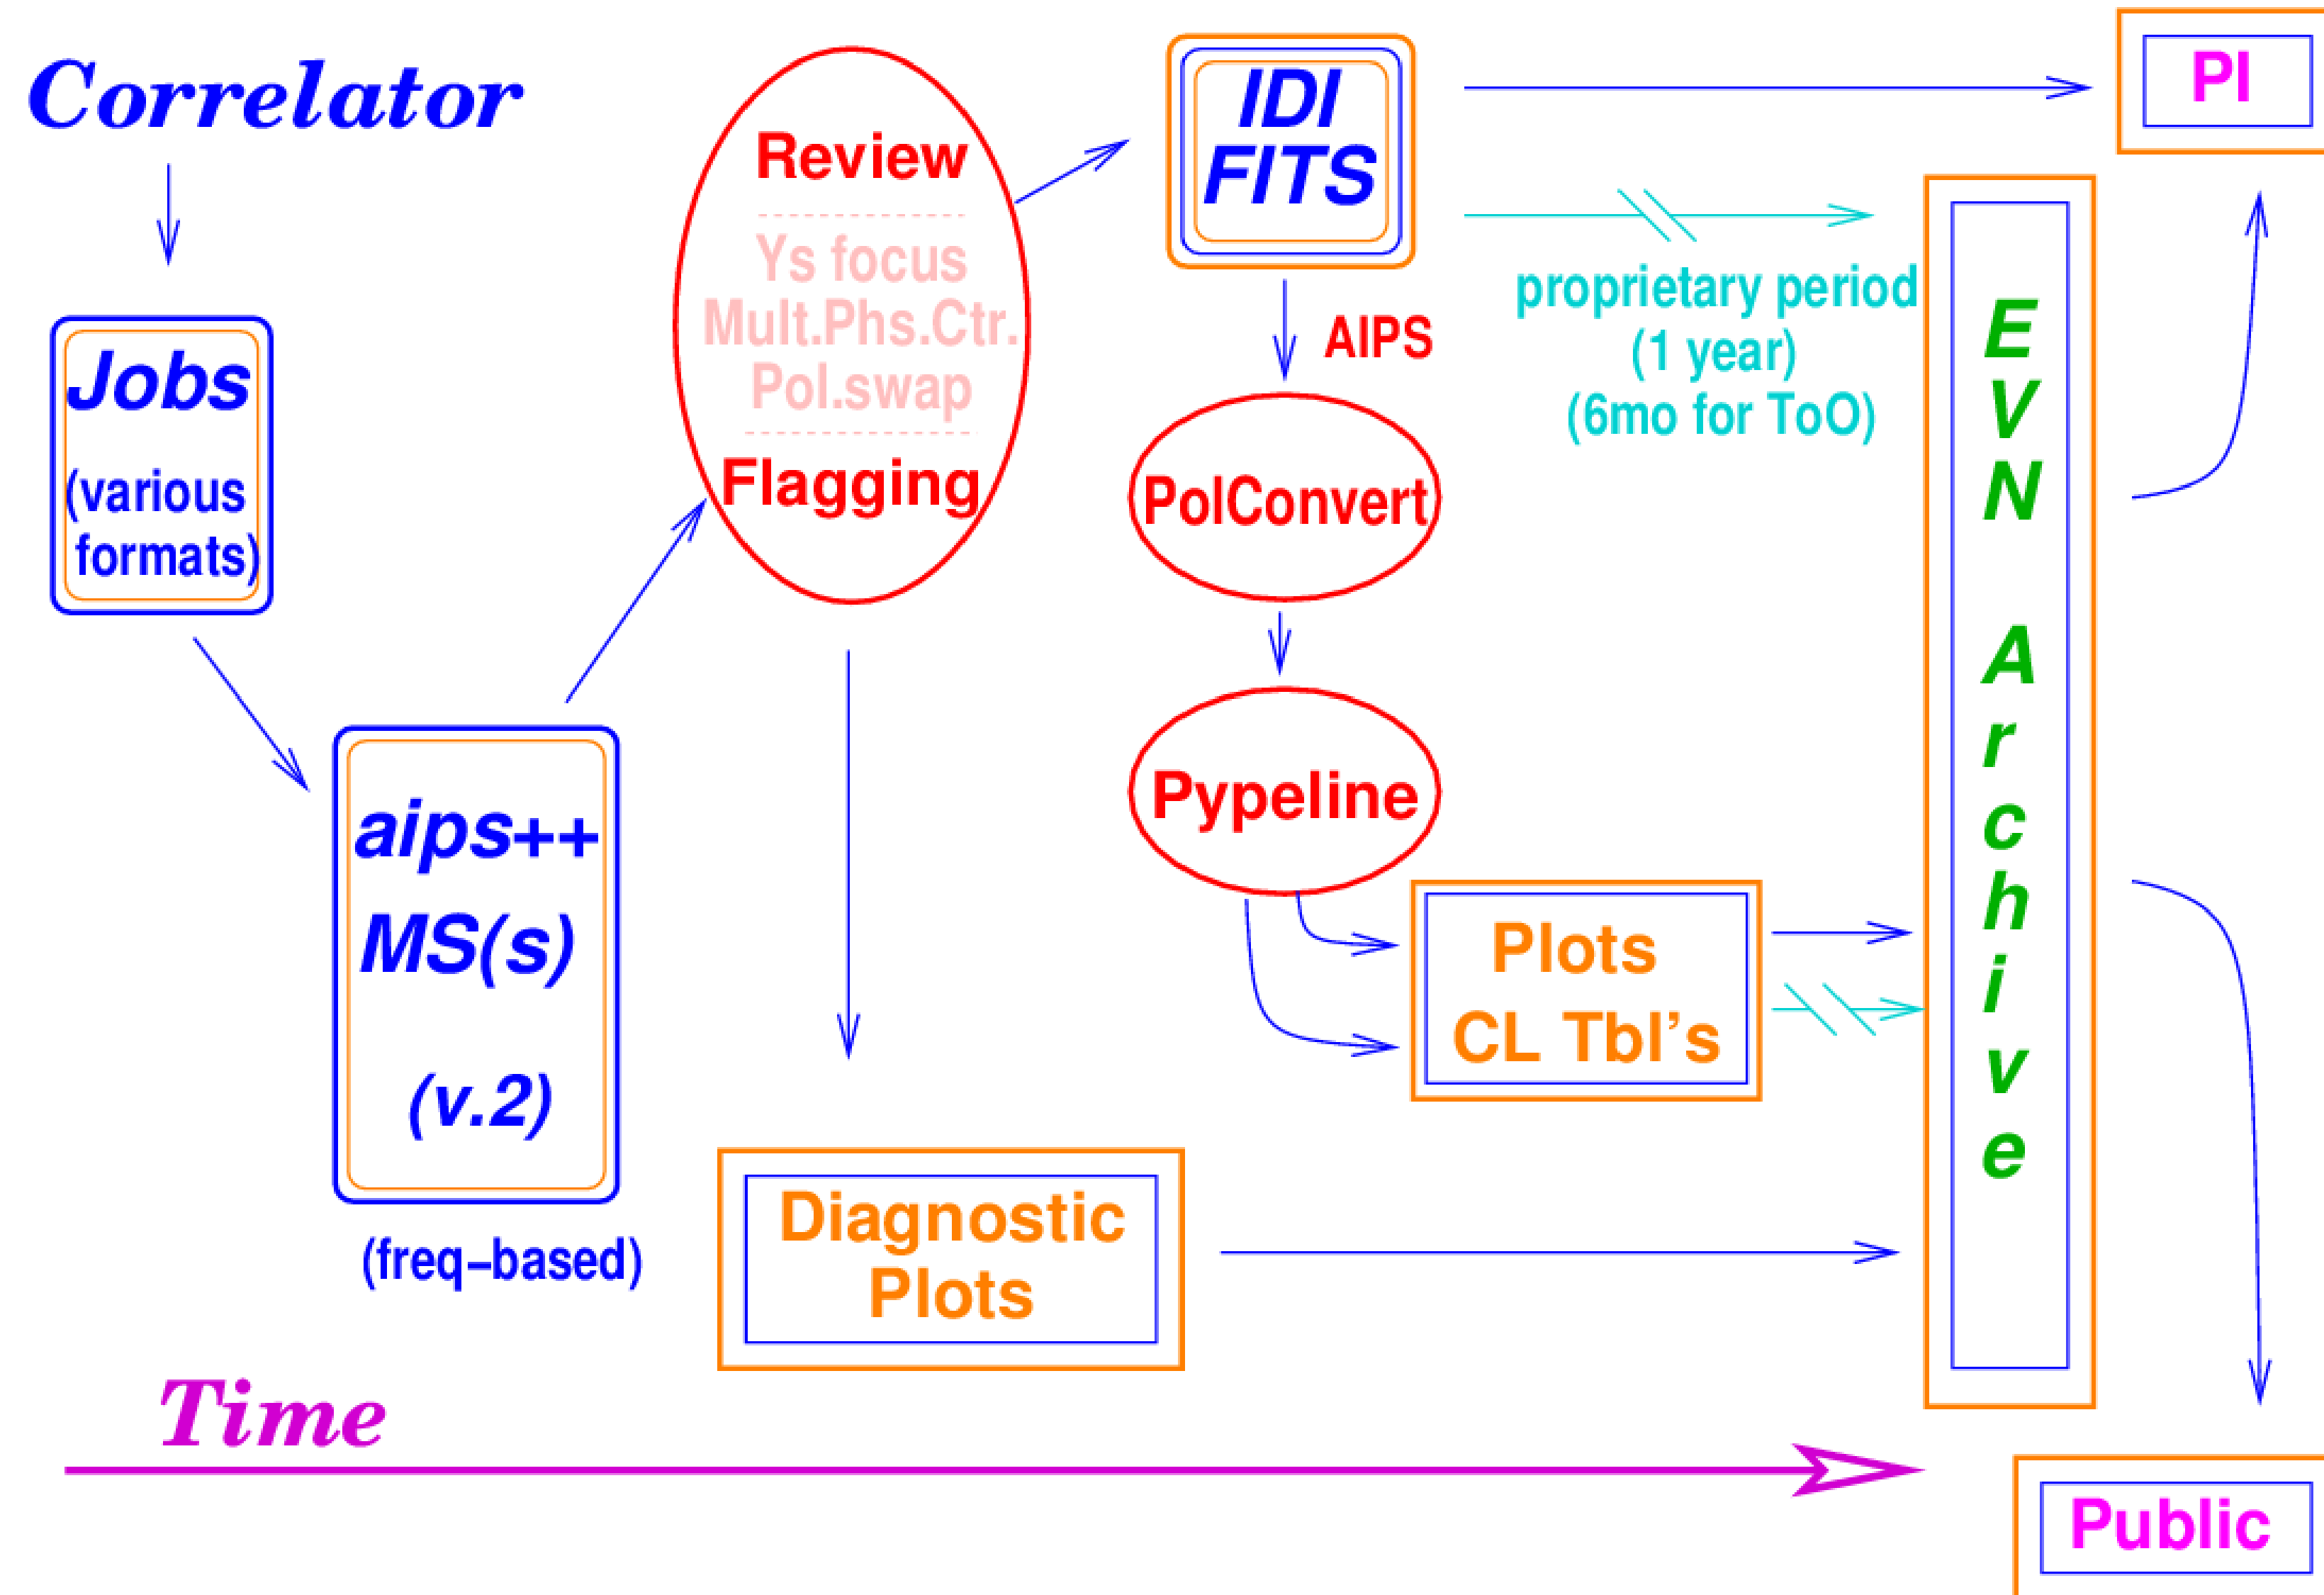 Correlator
Jobs
(various
formats)
aips++
MS(s)
(v.2)
(freq-based)
Review
Ys focus
Mult.Phs.Ctr.
Pol.swap
Flagging
IDI
FITS
AIPS
PolConvert
Pypeline
Plots
CL Tbl's
Diagnostic
Plots
proprietary period
(1 year)
(6mo for ToO)
EVN Archive
PI
Public
Time